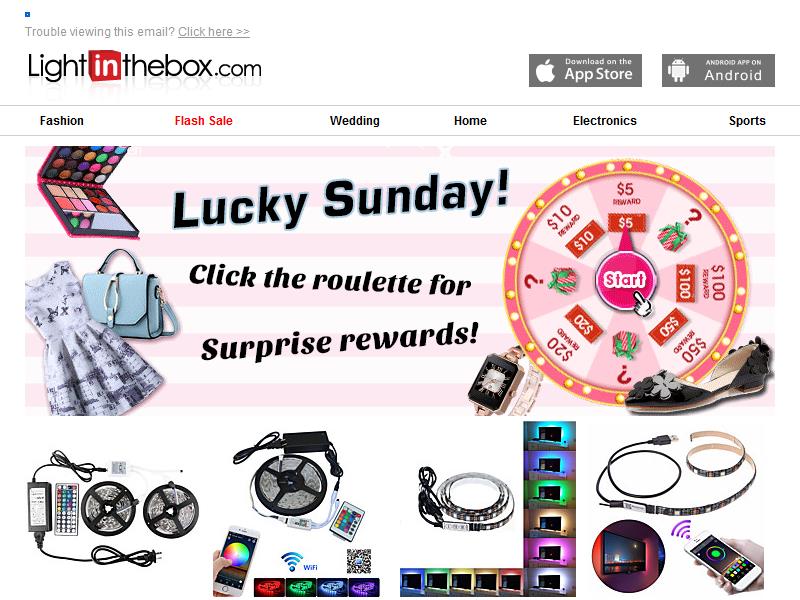 Trouble viewing this email? Click here >>
Lightinthebox.com
Download on the
App Store
ANDROID APP ON
Android
Fashion
Flash Sale
Wedding
Home
Electronics
Sports
Lucky Sunday!
Click the roulette for
Surprise rewards!
$5
REWARD
$5
?
$100
$100
REWARD
$50
$50
REWARD
?
$20
$20
REWARD
?
$10
$10
REWARD
Start
WiFi